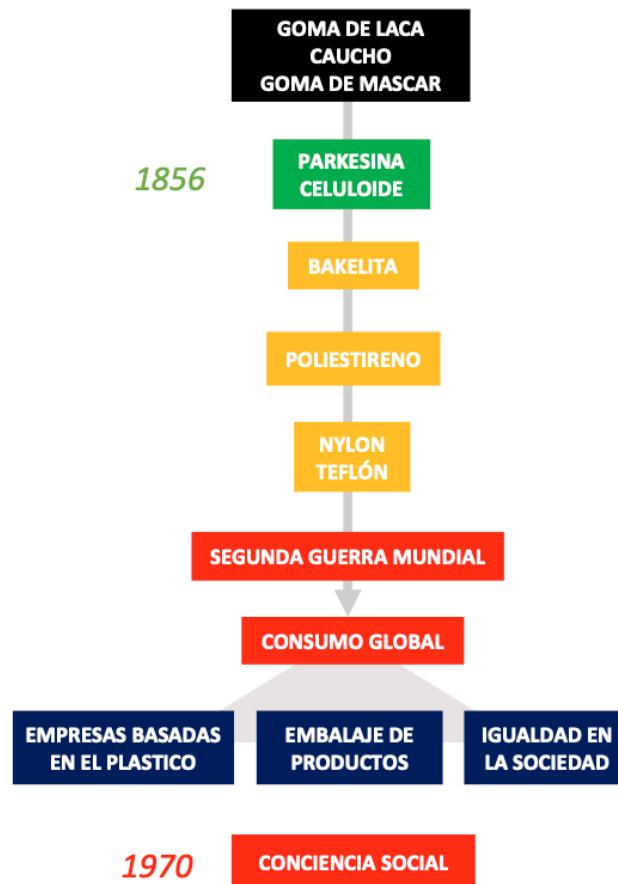 GOMA DE LACA
CAUCHO
GOMA DE MASCAR
1856
PARKESINA
CELULOIDE
BAKELITA
POLIESTIRENO
NYLON
TEFLÓN
SEGUNDA GUERRA MUNDIAL
CONSUMO GLOBAL
EMPRESAS BASADAS
EN EL PLASTICO
EMBALAJE DE
PRODUCTOS
IGUALDAD EN
LA SOCIEDAD
1970
CONCIENCIA SOCIAL